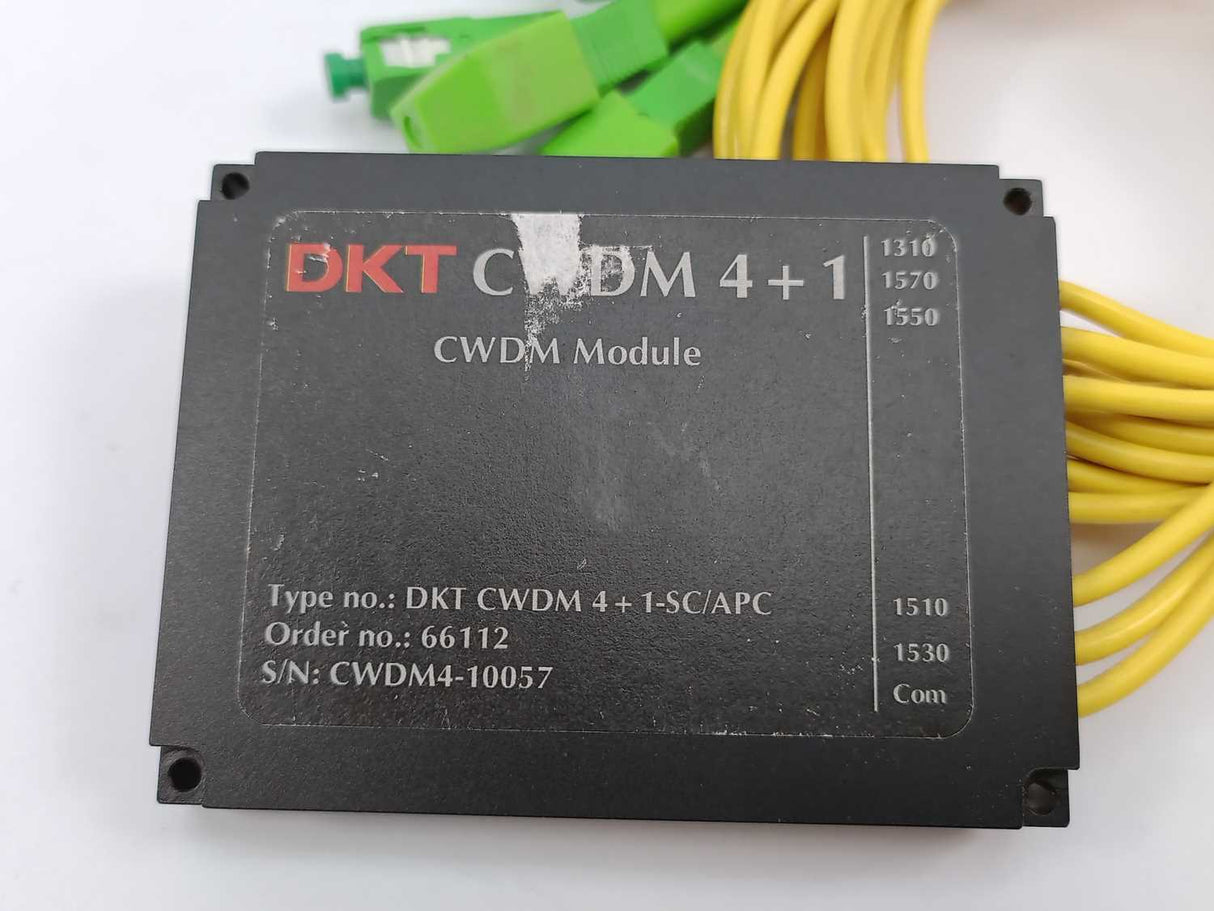 DKT CWDM 4 + 1
CWDM Module
Type no.: DKT CWDM 4 + 1-SC/APC
Order no.: 66112
S/N: CWDM4-10057
1310
1570
1550
1510
1530
Com